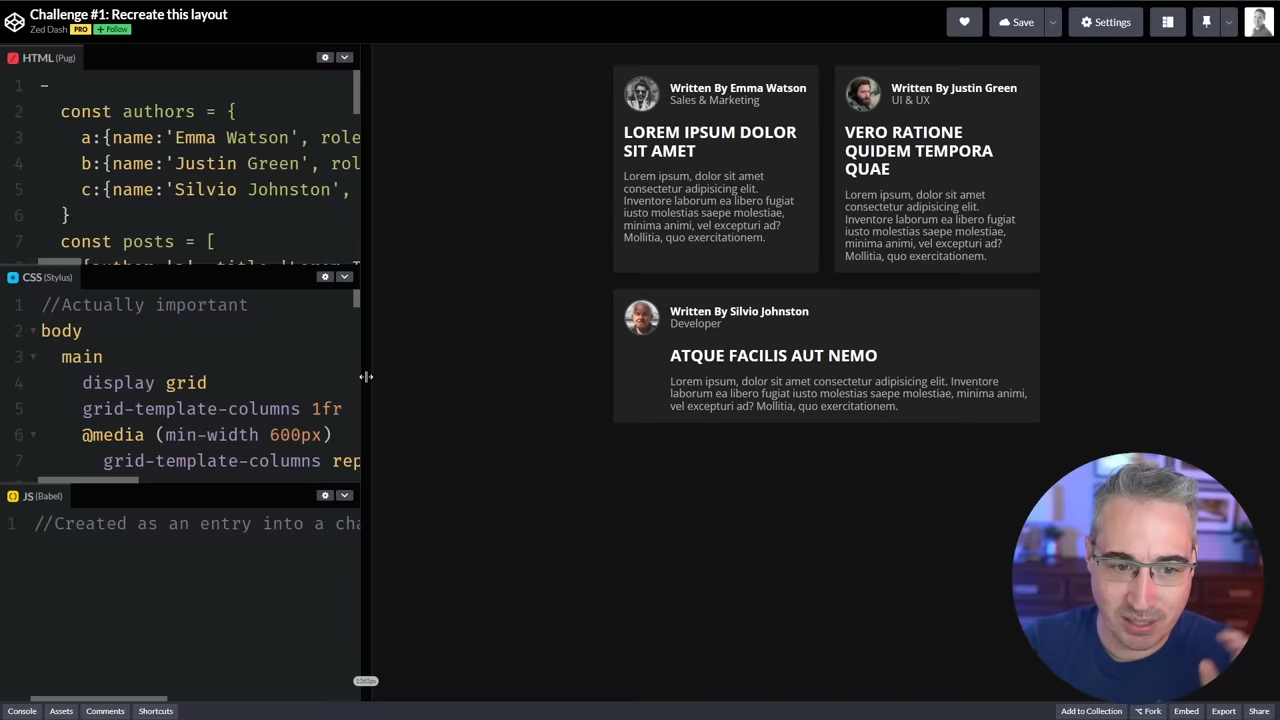 Challenge #1: Recreate this layout
Zed Dash PRO + Follow
Save
Settings
HTML (Pug)
1 –
2 const authors = {
3 a:{name:'Emma Watson', role
4 b:{name:'Justin Green', rol
5 c:{name:'Silvio Johnston',
6 }
7 const posts = [
CSS (Stylus)
1 //Actually important
2 body
3 main
4 display grid
5 grid-template-columns 1fr
6 @media (min-width 600px)
7 grid-template-columns rep
JS (Babel)
1 //Created as an entry into a cha
Written By Emma Watson
Sales & Marketing
LOREM IPSUM DOLOR
SIT AMET
Lorem ipsum, dolor sit amet
consectetur adipisicing elit.
Inventore laborum ea libero fugiat
iusto molestias saepe molestiae,
minima animi, vel excepturi ad?
Mollitia, quo exercitationem.
Written By Justin Green
UI & UX
VERO RATIONE
QUIDEM TEMPORA
QUAE
Lorem ipsum, dolor sit amet
consectetur adipisicing elit.
Inventore laborum ea libero fugiat
iusto molestias saepe molestiae,
minima animi, vel excepturi ad?
Mollitia, quo exercitationem.
Written By Silvio Johnston
Developer
ATQUE FACILIS AUT NEMO
Lorem ipsum, dolor sit amet consectetur adipisicing elit. Inventore
laborum ea libero fugiat iusto molestias saepe molestiae, minima animi,
vel excepturi ad? Mollitia, quo exercitationem.
Console Assets Comments Shortcuts
Add to Collection Fork Embed Export Share